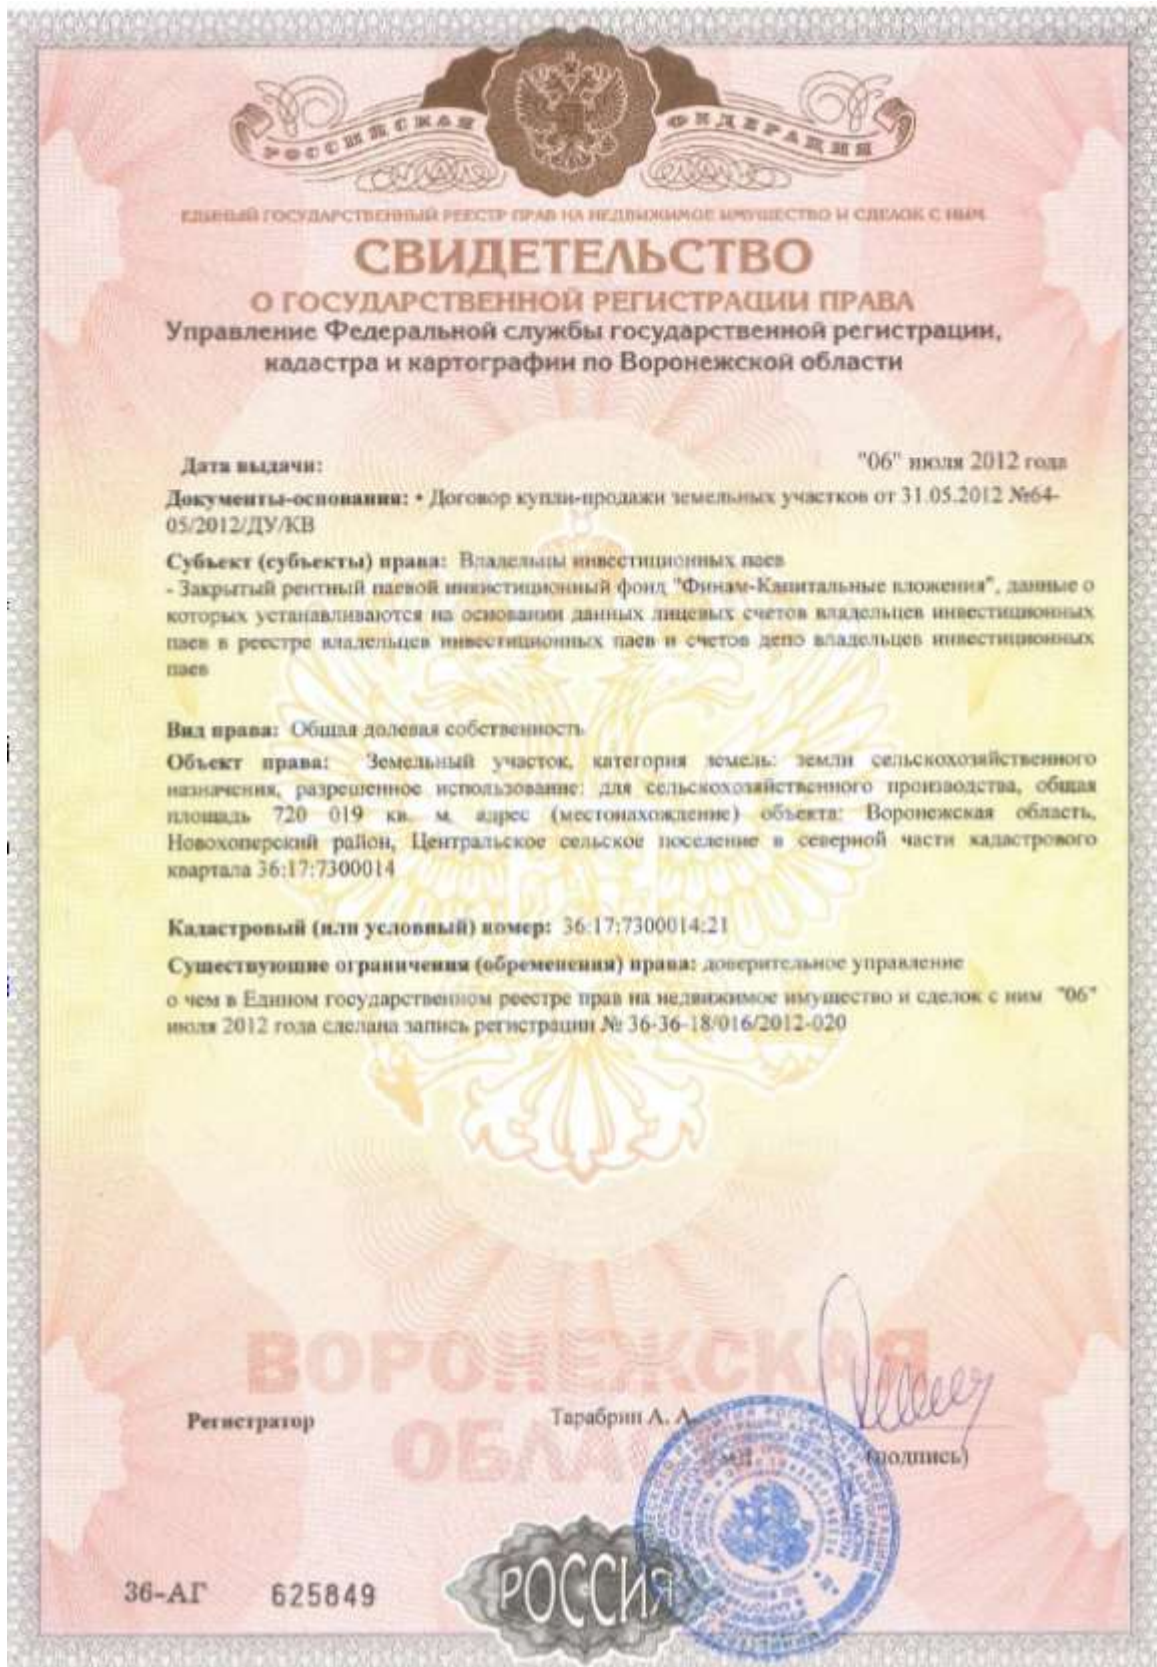 РОССИЙСКАЯ ФЕДЕРАЦИЯ
ЕДИНЫЙ ГОСУДАРСТВЕННЫЙ РЕЕСТР ПРАВ НА НЕДВИЖИМОЕ ИМУЩЕСТВО И СДЕЛОК С НИМ
СВИДЕТЕЛЬСТВО
О ГОСУДАРСТВЕННОЙ РЕГИСТРАЦИИ ПРАВА
Управление Федеральной службы государственной регистрации,
кадастра и картографии по Воронежской области
Дата выдачи: "06" июля 2012 года
Документы-основания: • Договор купли-продажи земельных участков от 31.05.2012 №64-
05/2012/ДУ/КВ
Субъект (субъекты) права: Владельцы инвестиционных паев
- Закрытый рентный паевой инвистиционный фонд "Финам-Капитальные вложения", данные о
которых устанавливаются на основании данных лицевых счетов владельцев инвестиционных
паев в реестре владельцев инвестиционных паев и счетов депо владельцев инвестиционных
паев
Вид права: Общая долевая собственность
Объект права: Земельный участок, категория земель: земли сельскохозяйственного
назначения, разрешенное использование: для сельскохозяйственного производства, общая
площадь 720 019 кв. м, адрес (местонахождение) объекта: Воронежская область,
Новохоперский район, Центральское сельское поселение в северной части кадастрового
квартала 36:17:7300014
Кадастровый (или условный) номер: 36:17:7300014:21
Существующие ограничения (обременения) права: доверительное управление
о чем в Едином государственном реестре прав на недвижимое имущество и сделок с ним "06"
июля 2012 года сделана запись регистрации № 36-36-18/016/2012-020
ВОРОНЕЖСКАЯ
Регистратор Тарабрин А. А.
(подпись)
РОССИЯ
36-АГ 625849